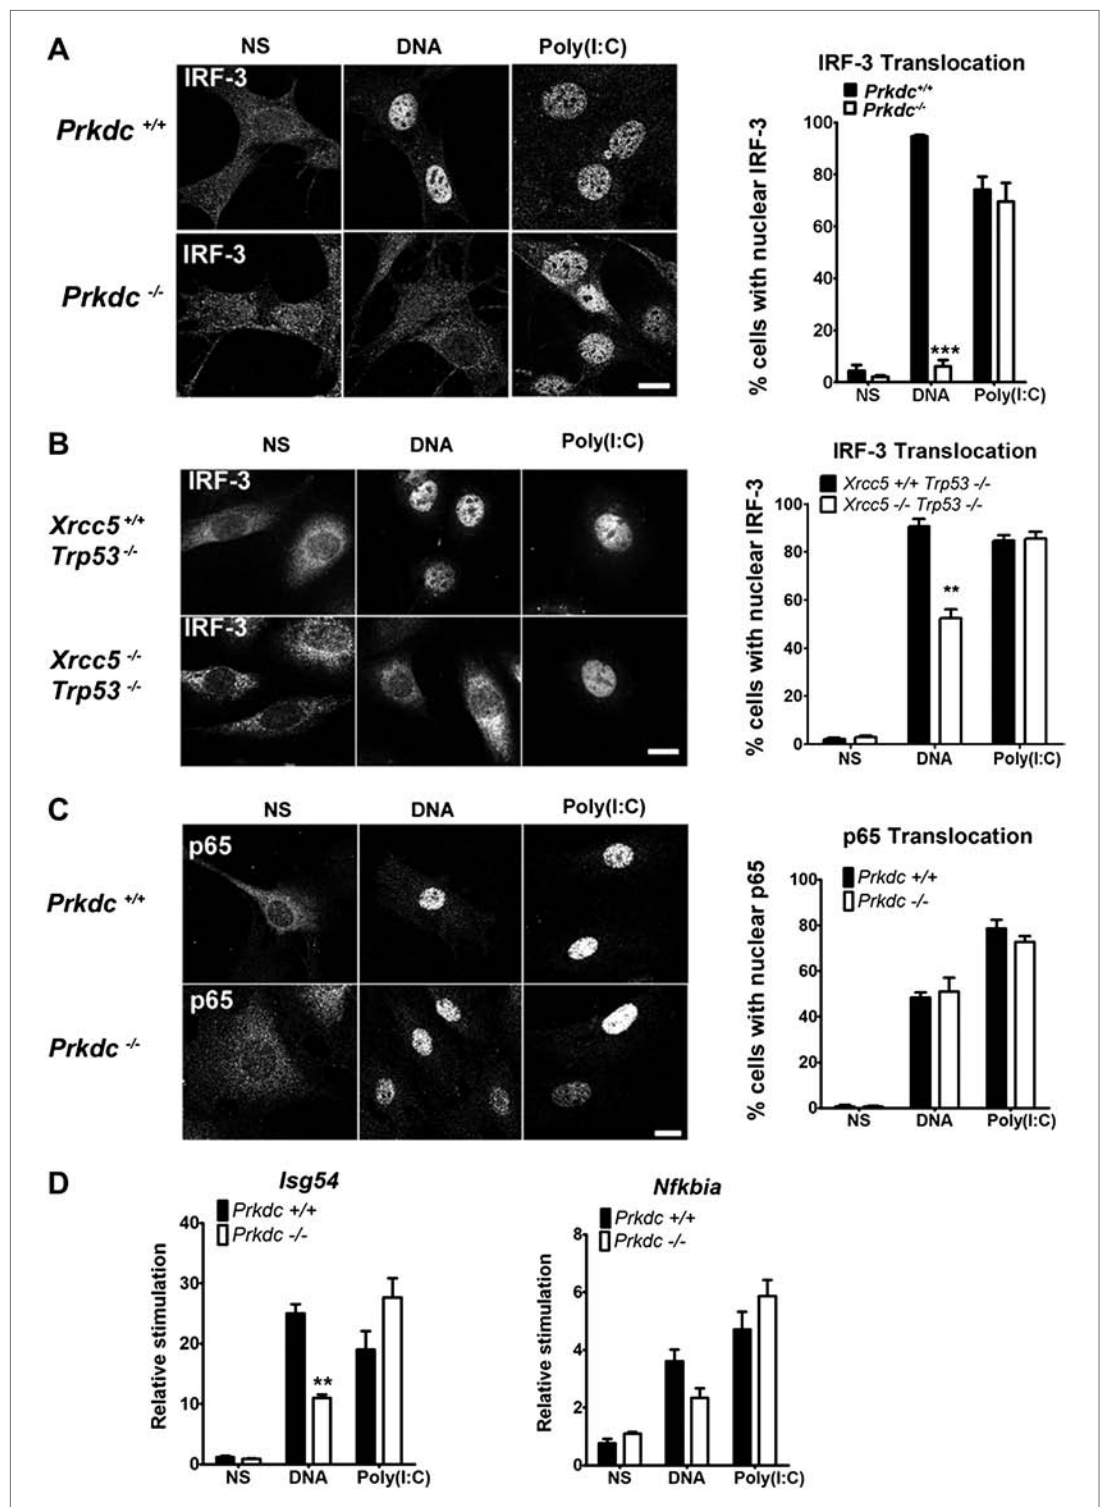 A
NS
DNA
Poly(I:C)
IRF-3
Prkdc +/+
IRF-3
Prkdc -/-
IRF-3 Translocation
Prkdc+/+
Prkdc-/-
% cells with nuclear IRF-3
100
80
60
40
20
0
***
NS
DNA
Poly(I:C)
B
NS
DNA
Poly(I:C)
IRF-3
Xrcc5 +/+
Trp53 -/-
IRF-3
Xrcc5 -/-
Trp53 -/-
IRF-3 Translocation
Xrcc5 +/+ Trp53 -/-
Xrcc5 -/- Trp53 -/-
% cells with nuclear IRF-3
100
80
60
40
20
0
**
NS
DNA
Poly(I:C)
C
NS
DNA
Poly(I:C)
p65
Prkdc +/+
p65
Prkdc -/-
p65 Translocation
Prkdc +/+
Prkdc -/-
% cells with nuclear p65
100
80
60
40
20
0
NS
DNA
Poly(I:C)
D
Isg54
Prkdc +/+
Prkdc -/-
Relative stimulation
40
30
20
10
0
**
NS
DNA
Poly(I:C)
Nfkbia
Prkdc +/+
Prkdc -/-
Relative stimulation
8
6
4
2
0
NS
DNA
Poly(I:C)